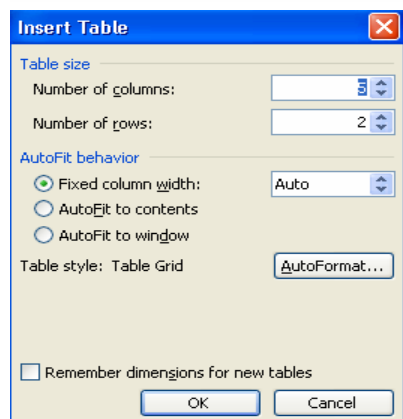 Insert Table
Table size
Number of columns: 5
Number of rows: 2
AutoFit behavior
Fixed column width: Auto
AutoFit to contents
AutoFit to window
Table style: Table Grid AutoFormat...
Remember dimensions for new tables
OK Cancel